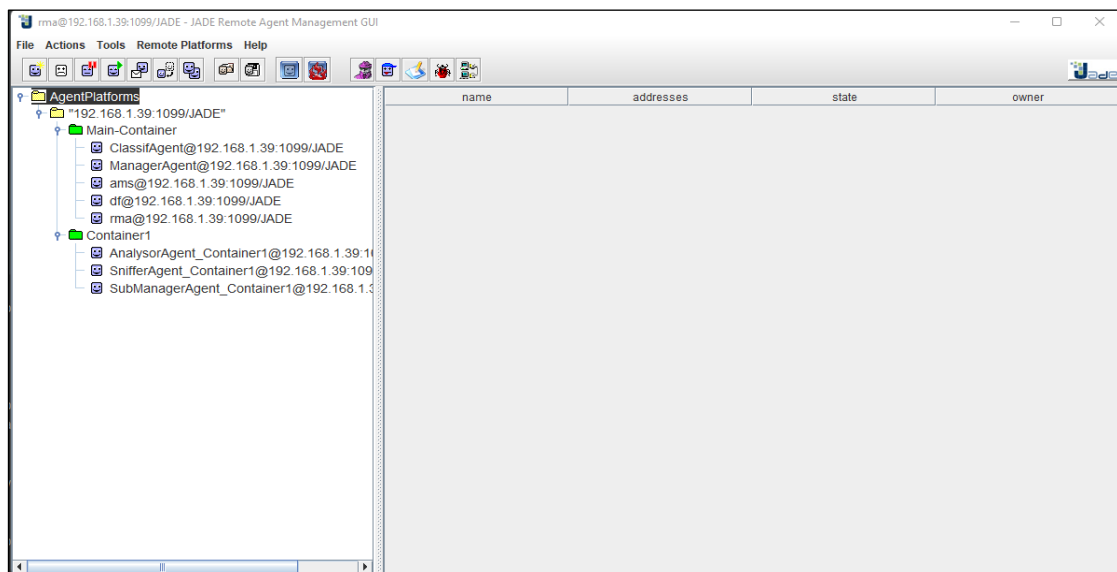 rma@192.168.1.39:1099/JADE - JADE Remote Agent Management GUI
File Actions Tools Remote Platforms Help
Jade
AgentPlatforms
name addresses state owner
"192.168.1.39:1099/JADE"
Main-Container
ClassifAgent@192.168.1.39:1099/JADE
ManagerAgent@192.168.1.39:1099/JADE
ams@192.168.1.39:1099/JADE
df@192.168.1.39:1099/JADE
rma@192.168.1.39:1099/JADE
Container1
AnalysorAgent_Container1@192.168.1.39:1
SnifferAgent_Container1@192.168.1.39:109
SubManagerAgent_Container1@192.168.1.3